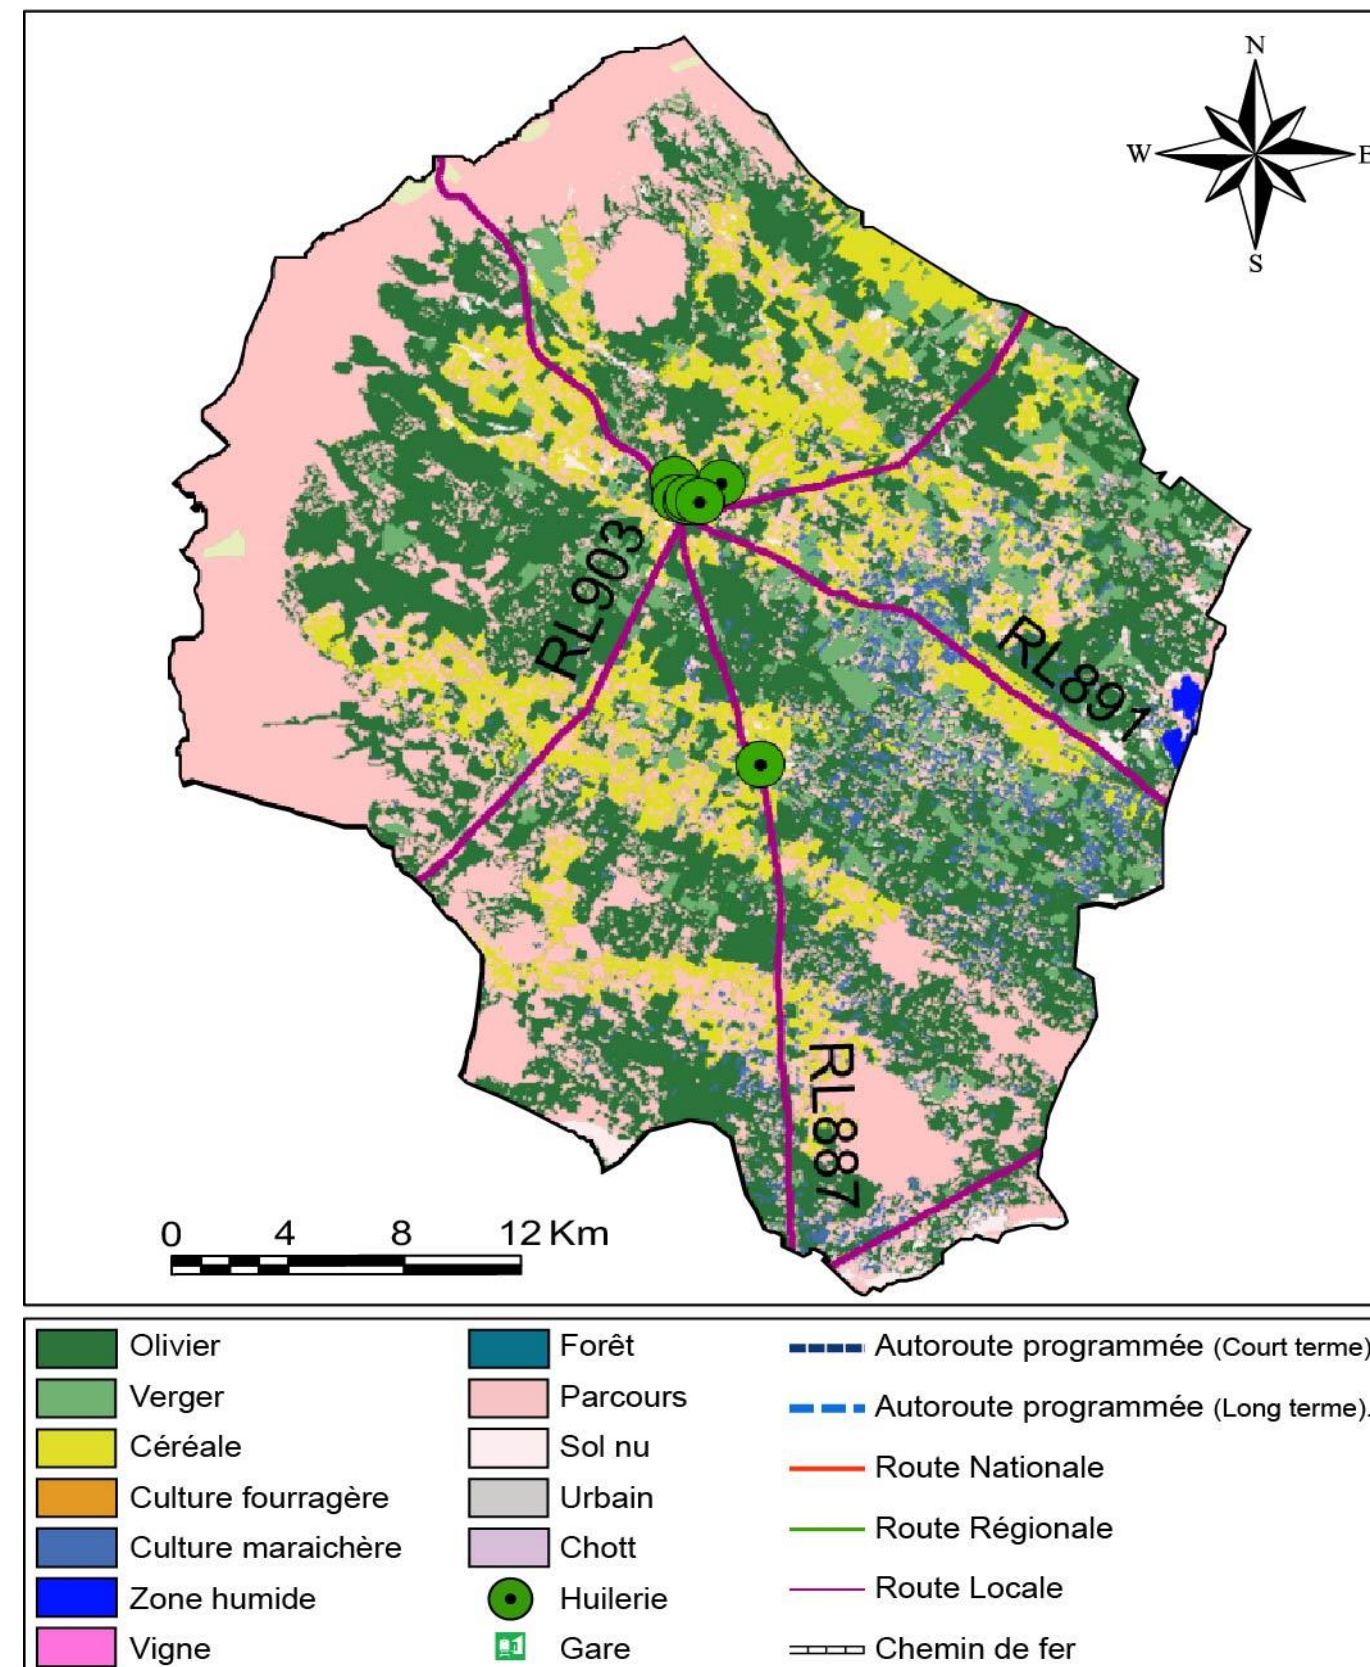 N
W
E
S
RL903
RL891
RL887
0 4 8 12 Km
Olivier
Verger
Céréale
Culture fourragère
Culture maraichère
Zone humide
Vigne
Forêt
Parcours
Sol nu
Urbain
Chott
Huilerie
Gare
Autoroute programmée (Court terme)
Autoroute programmée (Long terme).
Route Nationale
Route Régionale
Route Locale
Chemin de fer